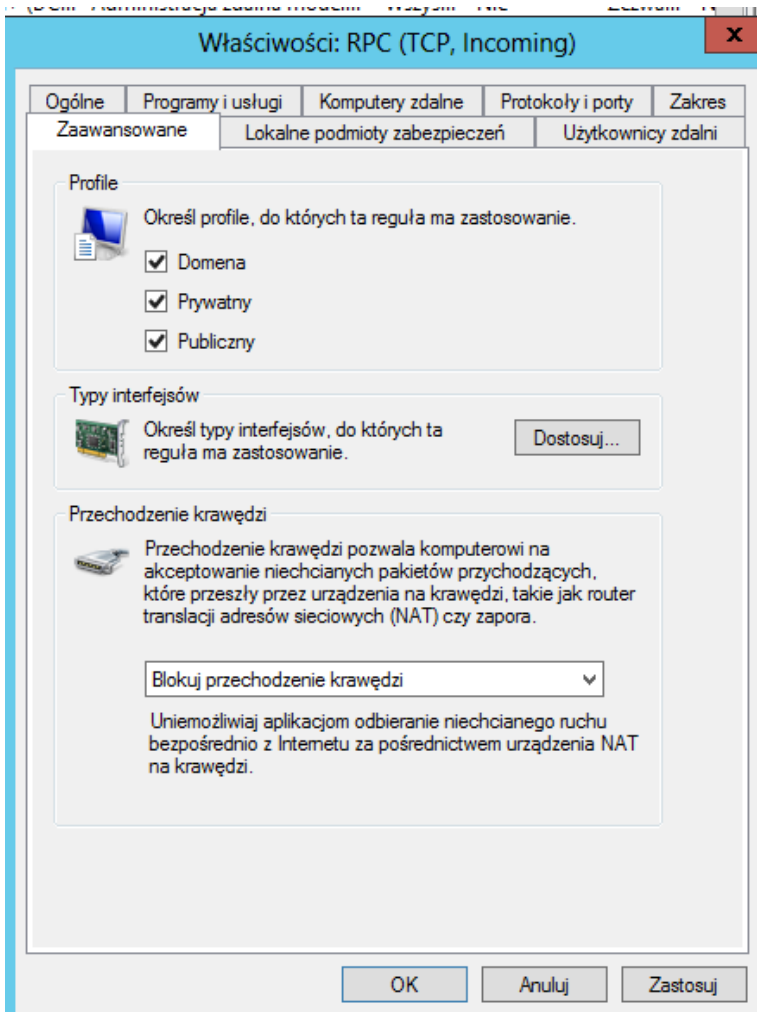 Właściwości: RPC (TCP, Incoming)
x
Ogólne
Programy i usługi
Komputery zdalne
Protokoły i porty
Zakres
Zaawansowane
Lokalne podmioty zabezpieczeń
Użytkownicy zdalni
Profile
Określ profile, do których ta reguła ma zastosowanie.
Domena
Prywatny
Publiczny
Typy interfejsów
Określ typy interfejsów, do których ta
reguła ma zastosowanie.
Dostosuj...
Przechodzenie krawędzi
Przechodzenie krawędzi pozwala komputerowi na
akceptowanie niechcianych pakietów przychodzących,
które przeszły przez urządzenia na krawędzi, takie jak router
translacji adresów sieciowych (NAT) czy zapora.
Blokuj przechodzenie krawędzi
Uniemożliwiaj aplikacjom odbieranie niechcianego ruchu
bezpośrednio z Internetu za pośrednictwem urządzenia NAT
na krawędzi.
OK
Anuluj
Zastosuj